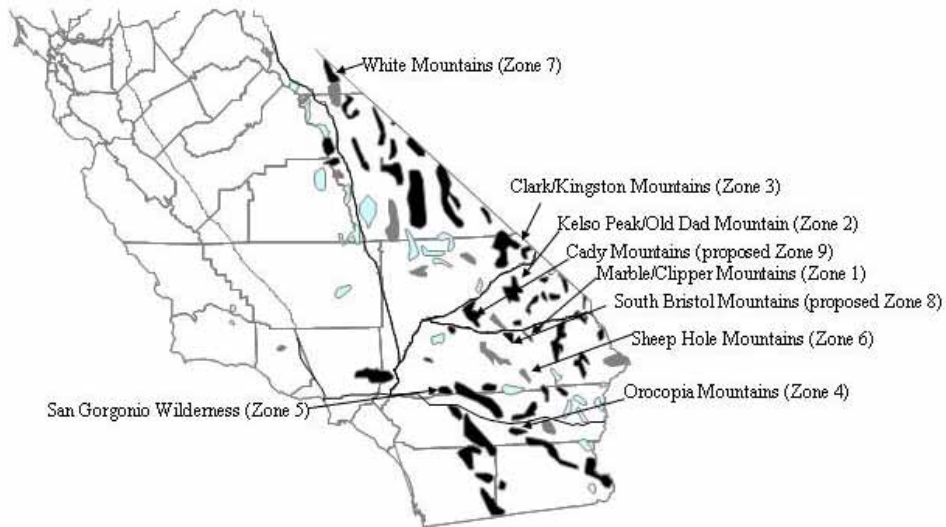 White Mountains (Zone 7)
Clark/Kingston Mountains (Zone 3)
Kelso Peak/Old Dad Mountain (Zone 2)
Cady Mountains (proposed Zone 9)
Marble/Clipper Mountains (Zone 1)
South Bristol Mountains (proposed Zone 8)
Sheep Hole Mountains (Zone 6)
Orocopia Mountains (Zone 4)
San Gorgonio Wilderness (Zone 5)